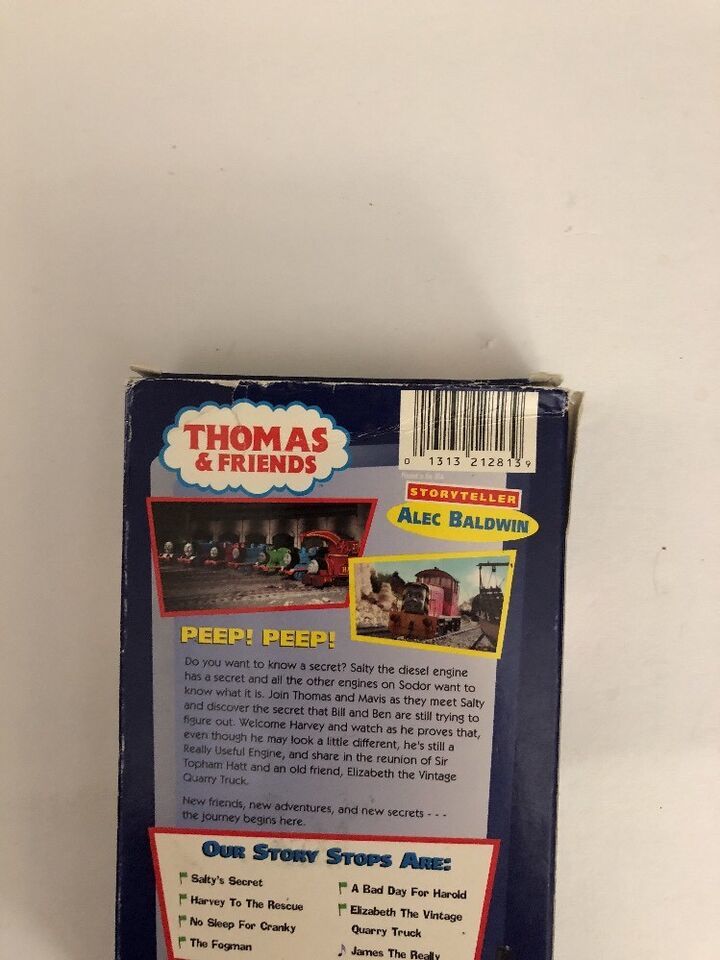 THOMAS
& FRIENDS
0 1313 21281 3 9
STORYTELLER
ALEC BALDWIN
PEEP! PEEP!
Do you want to know a secret? Salty the diesel engine
has a secret and all the other engines on Sodor want to
know what it is. Join Thomas and Mavis as they meet Salty
and discover the secret that Bill and Ben are still trying to
figure out. Welcome Harvey and watch as he proves that,
even though he may look a little different, he's still a
Really Useful Engine, and share in the reunion of Sir
Topham Hatt and an old friend, Elizabeth the Vintage
Quarry Truck.
New friends, new adventures, and new secrets - - -
the journey begins here.
OUR STORY STOPS ARE:
Salty's Secret
Harvey To The Rescue
No Sleep For Cranky
The Fogman
A Bad Day For Harold
Elizabeth The Vintage
Quarry Truck
James The Really